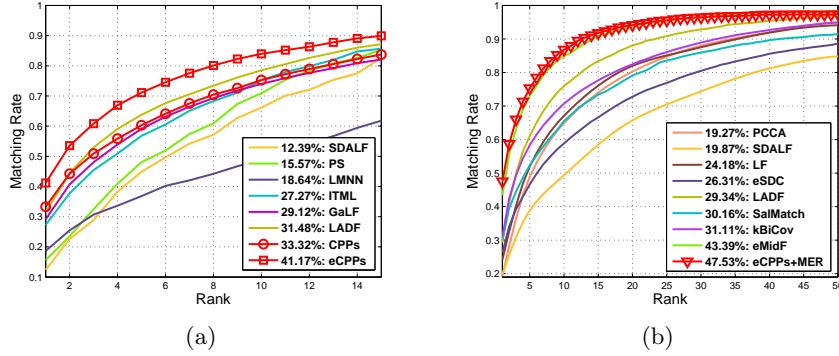 1
0.9
0.8
0.7
0.6
0.5
0.4
0.3
0.2
0.1
Matching Rate
12.39%: SDALF
15.57%: PS
18.64%: LMNN
27.27%: ITML
29.12%: GaLF
31.48%: LADF
33.32%: CPPs
41.17%: eCPPs
2 4 6 8 10 12 14
Rank
(a)
1
0.9
0.8
0.7
0.6
0.5
0.4
0.3
0.2
Matching Rate
19.27%: PCCA
19.87%: SDALF
24.18%: LF
26.31%: eSDC
29.34%: LADF
30.16%: SalMatch
31.11%: kBiCov
43.39%: eMidF
47.53%: eCPPs+MER
5 10 15 20 25 30 35 40 45 50
Rank
(b)